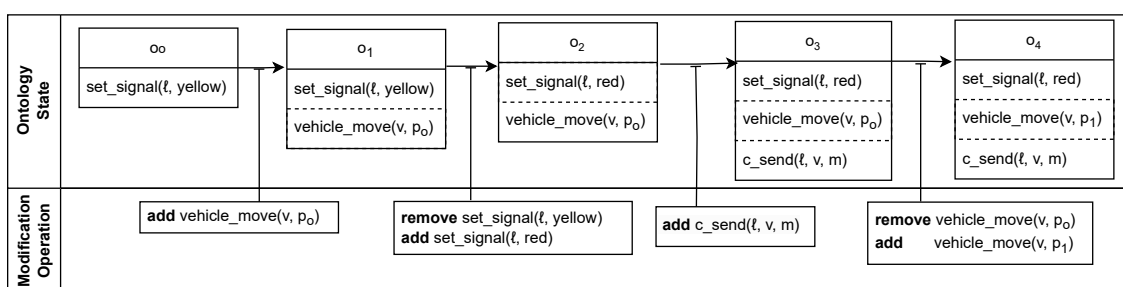 Ontology
State
o₀
set_signal(ℓ, yellow)
o₁
set_signal(ℓ, yellow)
vehicle_move(v, p₀)
o₂
set_signal(ℓ, red)
vehicle_move(v, p₀)
o₃
set_signal(ℓ, red)
vehicle_move(v, p₀)
c_send(ℓ, v, m)
o₄
set_signal(ℓ, red)
vehicle_move(v, p₁)
c_send(ℓ, v, m)
Modification
Operation
add vehicle_move(v, p₀)
remove set_signal(ℓ, yellow)
add set_signal(ℓ, red)
add c_send(ℓ, v, m)
remove vehicle_move(v, p₀)
add vehicle_move(v, p₁)